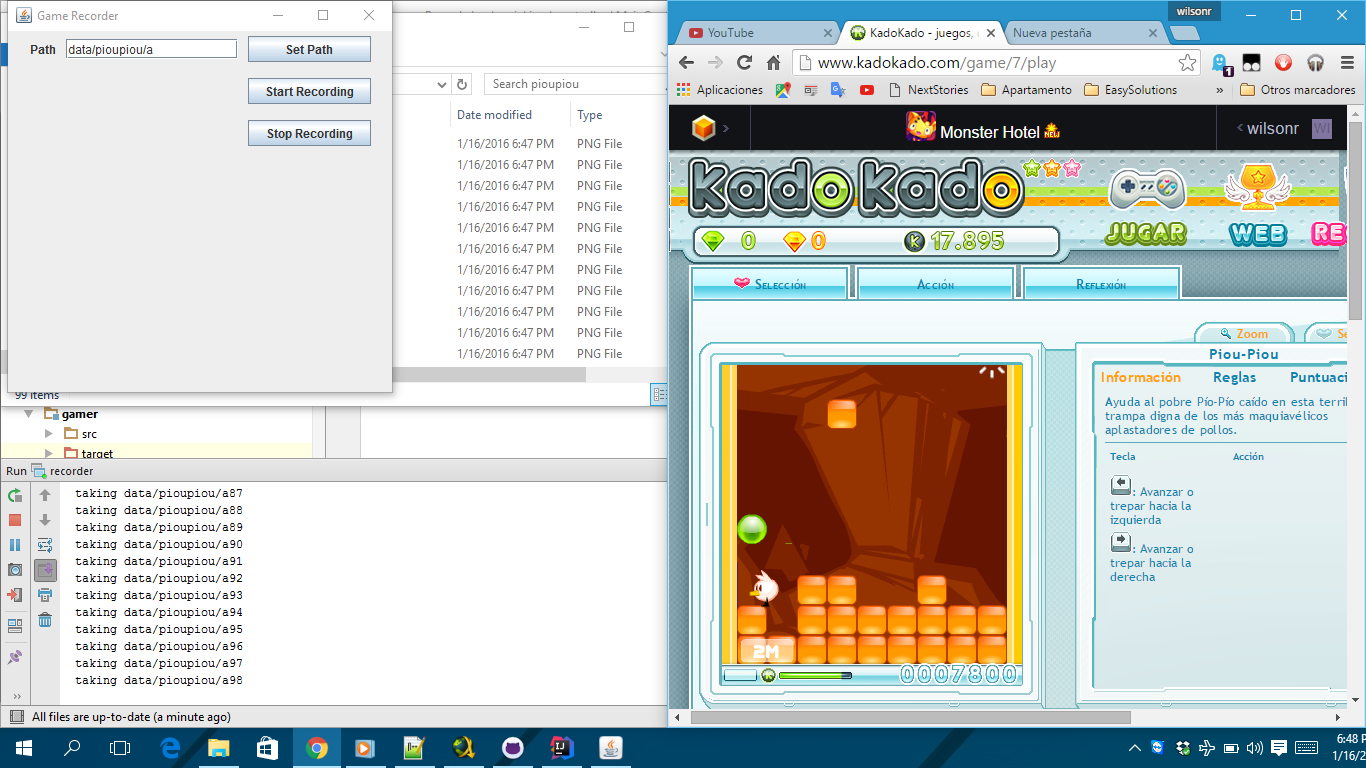 Game Recorder
Path data/pioupiou/a Set Path
Start Recording
Stop Recording
Search pioupiou
Date modified Type
1/16/2016 6:47 PM PNG File
1/16/2016 6:47 PM PNG File
1/16/2016 6:47 PM PNG File
1/16/2016 6:47 PM PNG File
1/16/2016 6:47 PM PNG File
1/16/2016 6:47 PM PNG File
1/16/2016 6:47 PM PNG File
1/16/2016 6:47 PM PNG File
1/16/2016 6:47 PM PNG File
1/16/2016 6:47 PM PNG File
1/16/2016 6:47 PM PNG File
99 items
gamer
src
target
Run recorder
taking data/pioupiou/a87
taking data/pioupiou/a88
taking data/pioupiou/a89
taking data/pioupiou/a90
taking data/pioupiou/a91
taking data/pioupiou/a92
taking data/pioupiou/a93
taking data/pioupiou/a94
taking data/pioupiou/a95
taking data/pioupiou/a96
taking data/pioupiou/a97
taking data/pioupiou/a98
All files are up-to-date (a minute ago)
wilsonr
YouTube KadoKado - juegos, Nueva pestaña
www.kadokado.com/game/7/play
1
Aplicaciones NextStories Apartamento EasySolutions » Otros marcadores
Monster Hotel NEW wilsonr WI
KadoKado
0 0 K 17.895
JUGAR WEB RE
Selección Acción Reflexión
Zoom Se
Piou-Piou
Información Reglas Puntuaci
Ayuda al pobre Pío-Pío caído en esta terrib
trampa digna de los más maquiavélicos
aplastadores de pollos.
Tecla Acción
: Avanzar o
trepar hacia la
izquierda
: Avanzar o
trepar hacia la
derecha
2M
0007800
6:48 P
1/16/2